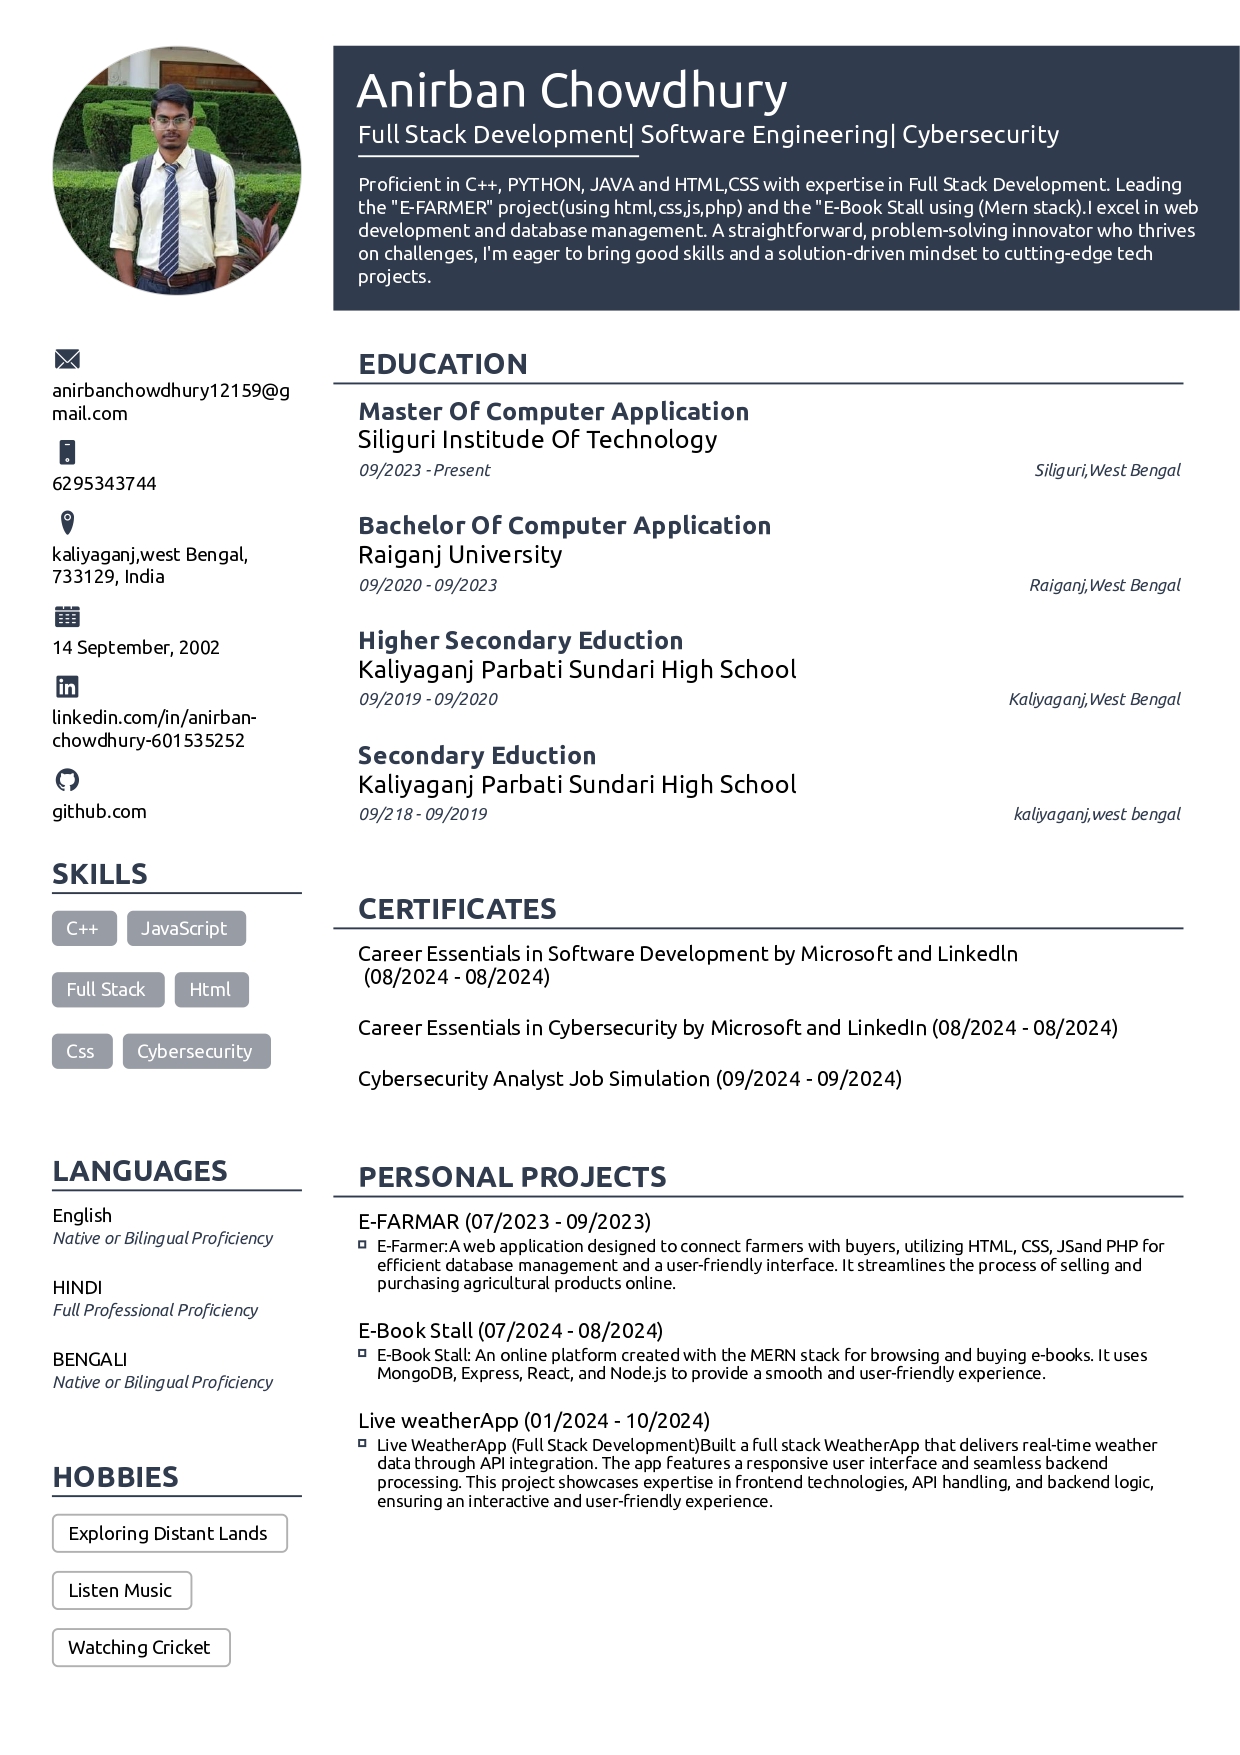 Anirban Chowdhury
Full Stack Development| Software Engineering| Cybersecurity
Proficient in C++, PYTHON, JAVA and HTML,CSS with expertise in Full Stack Development. Leading
the "E-FARMER" project(using html,css,js,php) and the "E-Book Stall using (Mern stack).I excel in web
development and database management. A straightforward, problem-solving innovator who thrives
on challenges, I'm eager to bring good skills and a solution-driven mindset to cutting-edge tech
projects.
anirbanchowdhury12159@g
mail.com
6295343744
kaliyaganj,west Bengal,
733129, India
14 September, 2002
linkedin.com/in/anirban-
chowdhury-601535252
github.com
SKILLS
C++ JavaScript
Full Stack Html
Css Cybersecurity
LANGUAGES
English
Native or Bilingual Proficiency
HINDI
Full Professional Proficiency
BENGALI
Native or Bilingual Proficiency
HOBBIES
Exploring Distant Lands
Listen Music
Watching Cricket
EDUCATION
Master Of Computer Application
Siliguri Institude Of Technology
09/2023 - Present Siliguri,West Bengal
Bachelor Of Computer Application
Raiganj University
09/2020 - 09/2023 Raiganj,West Bengal
Higher Secondary Eduction
Kaliyaganj Parbati Sundari High School
09/2019 - 09/2020 Kaliyaganj,West Bengal
Secondary Eduction
Kaliyaganj Parbati Sundari High School
09/218 - 09/2019 kaliyaganj,west bengal
CERTIFICATES
Career Essentials in Software Development by Microsoft and Linkedln
(08/2024 - 08/2024)
Career Essentials in Cybersecurity by Microsoft and LinkedIn (08/2024 - 08/2024)
Cybersecurity Analyst Job Simulation (09/2024 - 09/2024)
PERSONAL PROJECTS
E-FARMAR (07/2023 - 09/2023)
E-Farmer:A web application designed to connect farmers with buyers, utilizing HTML, CSS, JSand PHP for
efficient database management and a user-friendly interface. It streamlines the process of selling and
purchasing agricultural products online.
E-Book Stall (07/2024 - 08/2024)
E-Book Stall: An online platform created with the MERN stack for browsing and buying e-books. It uses
MongoDB, Express, React, and Node.js to provide a smooth and user-friendly experience.
Live weatherApp (01/2024 - 10/2024)
Live WeatherApp (Full Stack Development)Built a full stack WeatherApp that delivers real-time weather
data through API integration. The app features a responsive user interface and seamless backend
processing. This project showcases expertise in frontend technologies, API handling, and backend logic,
ensuring an interactive and user-friendly experience.